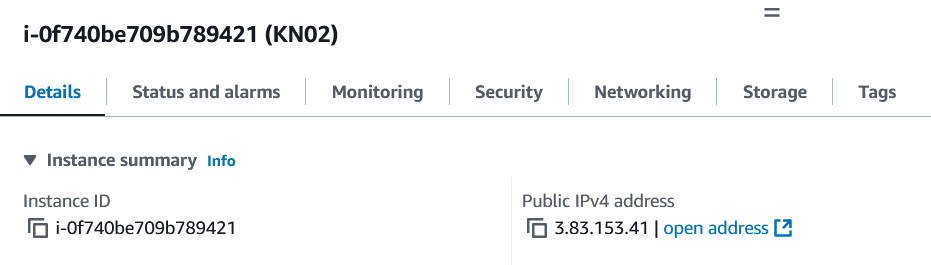 i-0f740be709b789421 (KN02)
Details Status and alarms Monitoring Security Networking Storage Tags
Instance summary Info
Instance ID
i-0f740be709b789421
Public IPv4 address
3.83.153.41 | open address